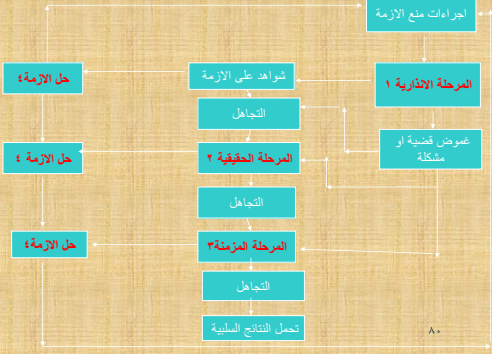 اجراءات منع الازمة
المرحلة الانذارية ١
شواهد على الازمة
حل الازمة٤
التجاهل
غموض قضية او
مشكلة
المرحلة الحقيقية ٢
حل الازمة ٤
التجاهل
المرحلة المزمنة٣
حل الازمة٤
التجاهل
تحمل النتائج السلبية
٨٠